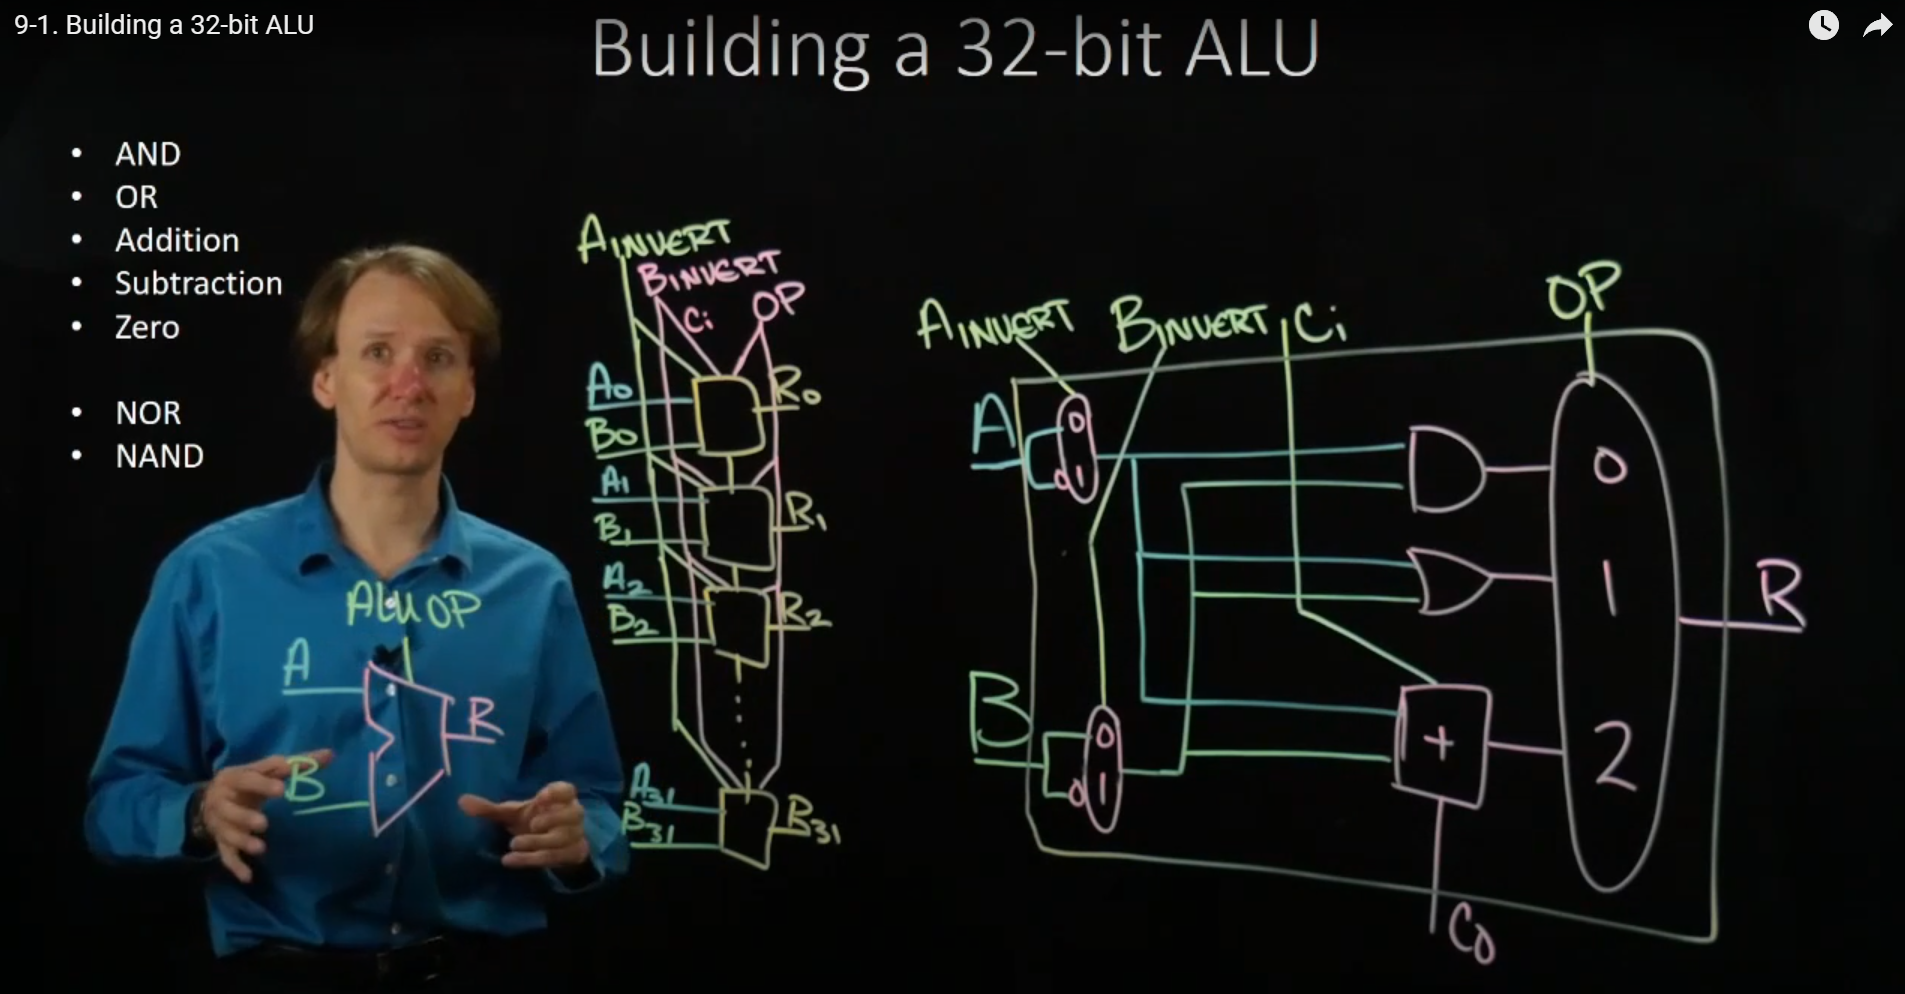 9-1. Building a 32-bit ALU
Building a 32-bit ALU
• AND
• OR
• Addition
• Subtraction
• Zero
• NOR
• NAND
ALU OP
A
B
R
AINVERT
BINVERT
Ci
OP
A0
B0
R0
A1
B1
R1
A2
B2
R2
A31
B31
B31
AINVERT
BINVERT
Ci
OP
A
0
1
B
0
1
+
0
1
2
R
Co